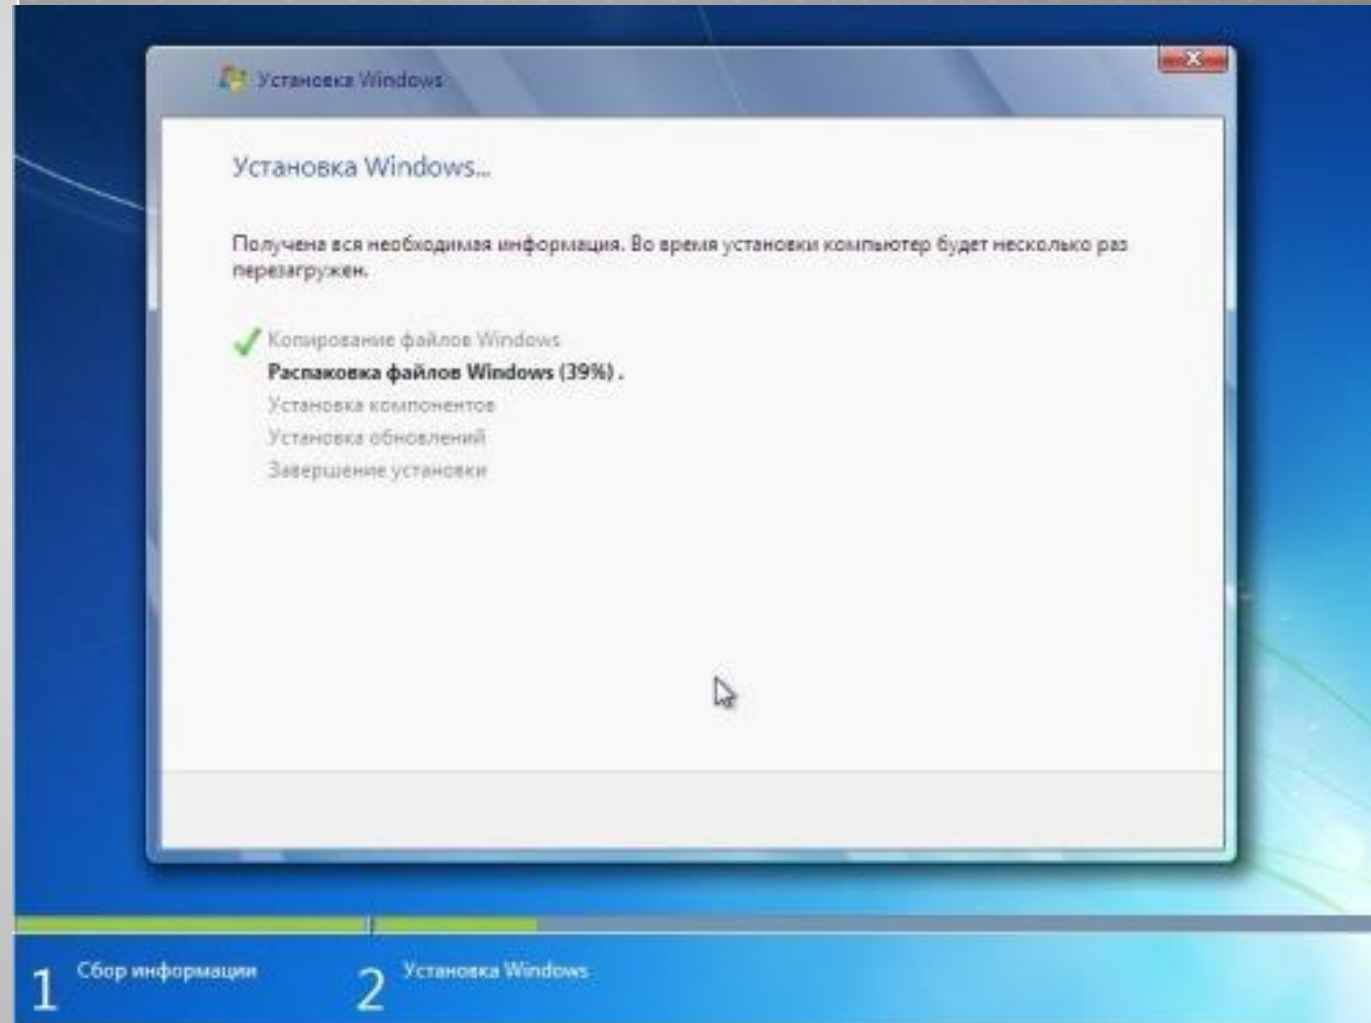 Установка Windows
Установка Windows...
Получена вся необходимая информация. Во время установки компьютер будет несколько раз
перезагружен.
Копирование файлов Windows
Распаковка файлов Windows (39%) .
Установка компонентов
Установка обновлений
Завершение установки
1 Сбор информации 2 Установка Windows